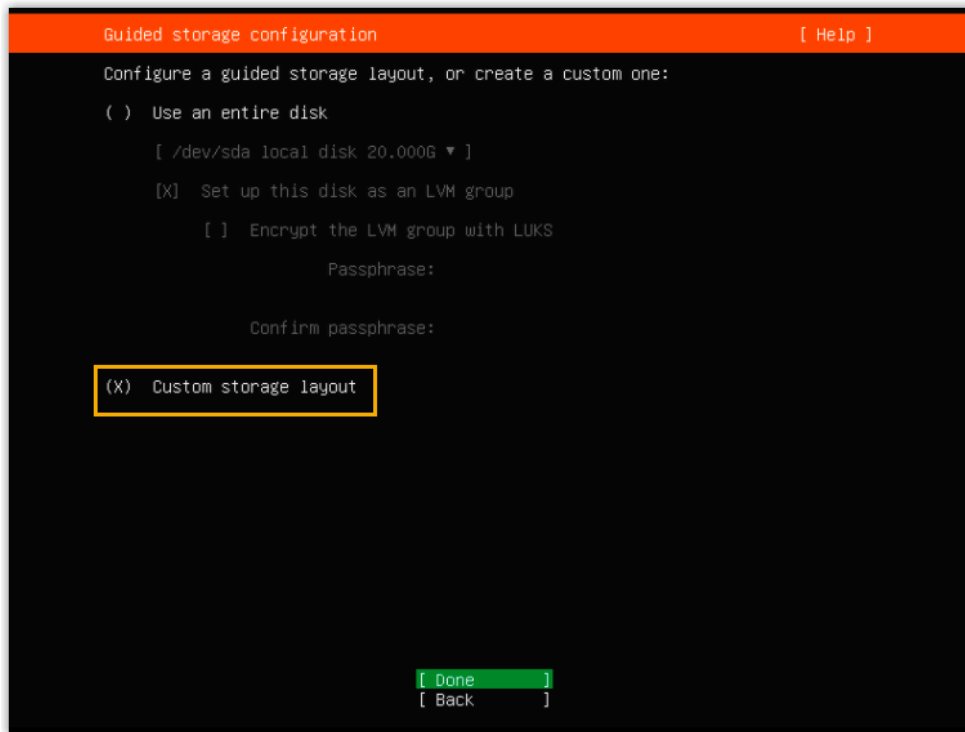 Guided storage configuration [ Help ]
Configure a guided storage layout, or create a custom one:
( ) Use an entire disk
[ /dev/sda local disk 20.000G ▾ ]
[X] Set up this disk as an LVM group
[ ] Encrypt the LVM group with LUKS
Passphrase:
Confirm passphrase:
(X) Custom storage layout
[ Done ]
[ Back ]